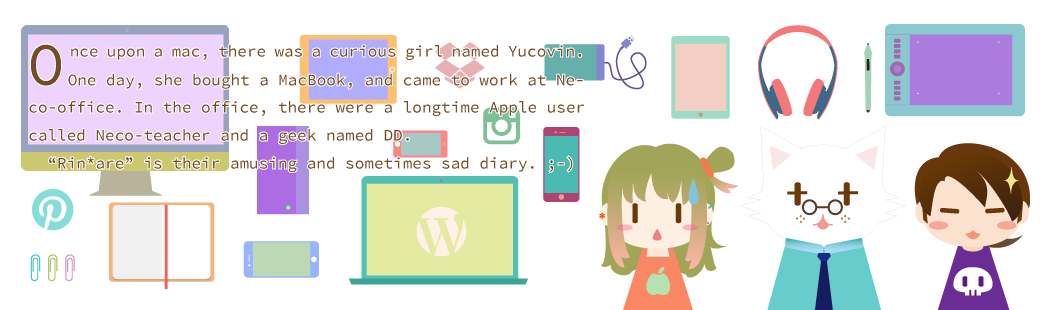 Once upon a mac, there was a curious girl named Yucovin.
One day, she bought a MacBook, and came to work at Ne-
co-office. In the office, there were a longtime Apple user
called Neco-teacher and a geek named DD.
“Rin*are” is their amusing and sometimes sad diary. ;-)